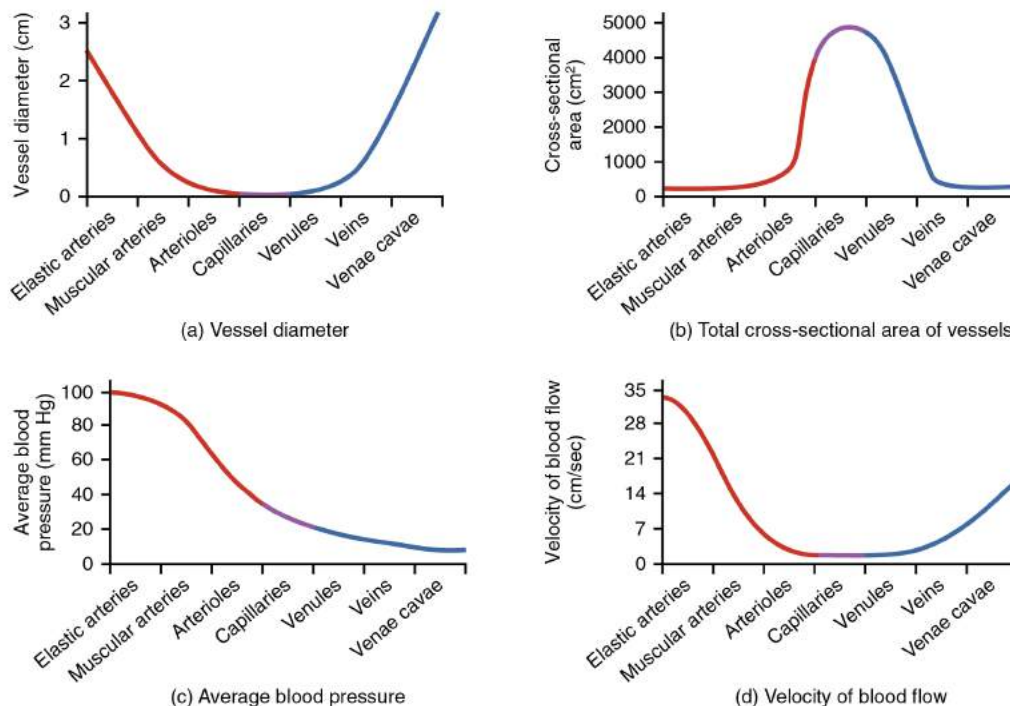 Vessel diameter (cm)
3
2
1
0
Elastic arteries
Muscular arteries
Arterioles
Capillaries
Venules
Veins
Venae cavae
(a) Vessel diameter
Cross-sectional
area (cm²)
5000
4000
3000
2000
1000
0
Elastic arteries
Muscular arteries
Arterioles
Capillaries
Venules
Veins
Venae cavae
(b) Total cross-sectional area of vessels
Average blood
pressure (mm Hg)
100
80
60
40
20
0
Elastic arteries
Muscular arteries
Arterioles
Capillaries
Venules
Veins
Venae cavae
(c) Average blood pressure
Velocity of blood flow
(cm/sec)
35
28
21
14
7
0
Elastic arteries
Muscular arteries
Arterioles
Capillaries
Venules
Veins
Venae cavae
(d) Velocity of blood flow